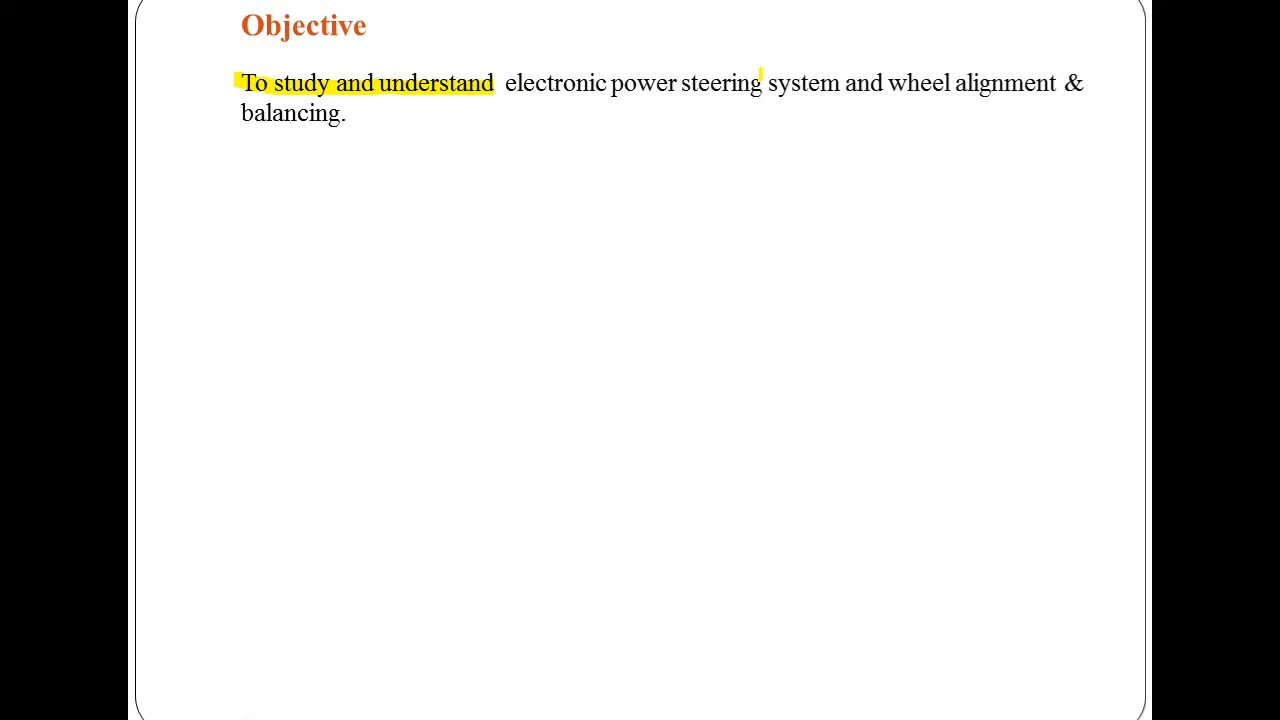 Objective
To study and understand electronic power steering system and wheel alignment &
balancing.